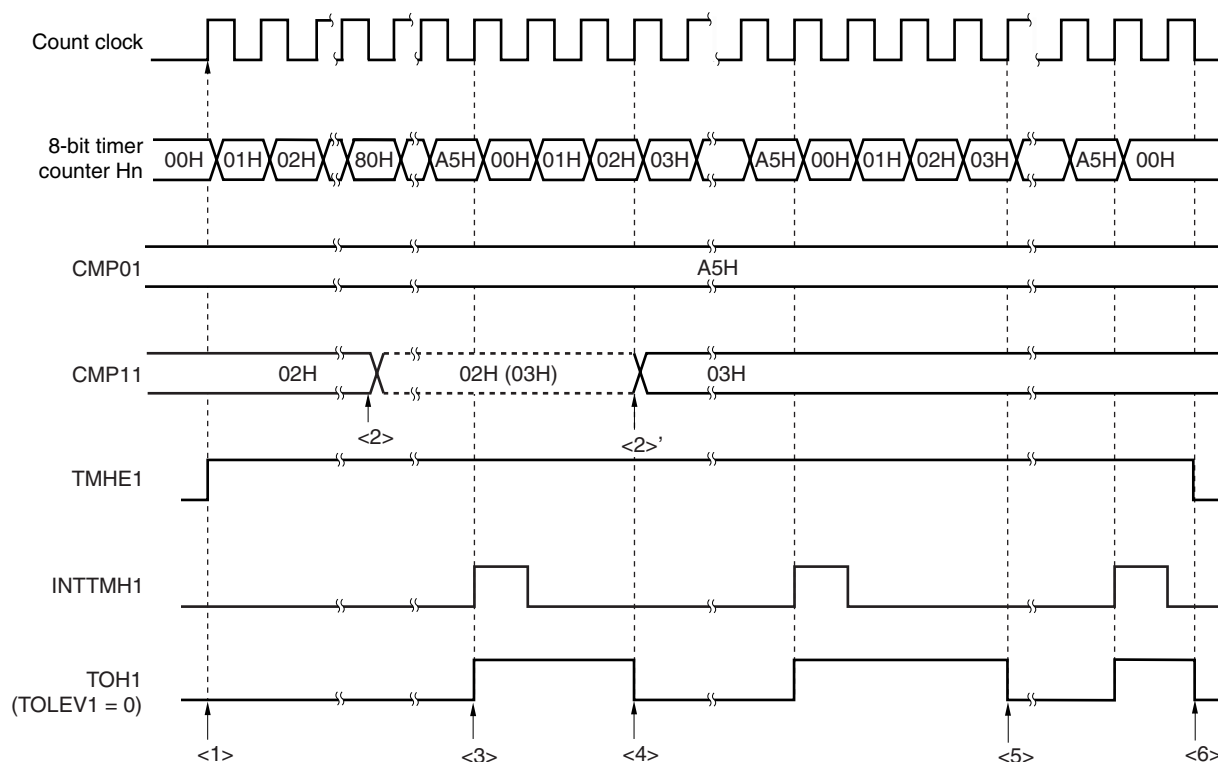 Count clock
8-bit timer
counter Hn
00H 01H 02H 80H A5H 00H 01H 02H 03H A5H 00H 01H 02H 03H A5H 00H
CMP01
A5H
CMP11
02H
02H (03H)
03H
<2>
<2>’
TMHE1
INTTMH1
TOH1
(TOLEV1 = 0)
<1>
<3>
<4>
<5>
<6>